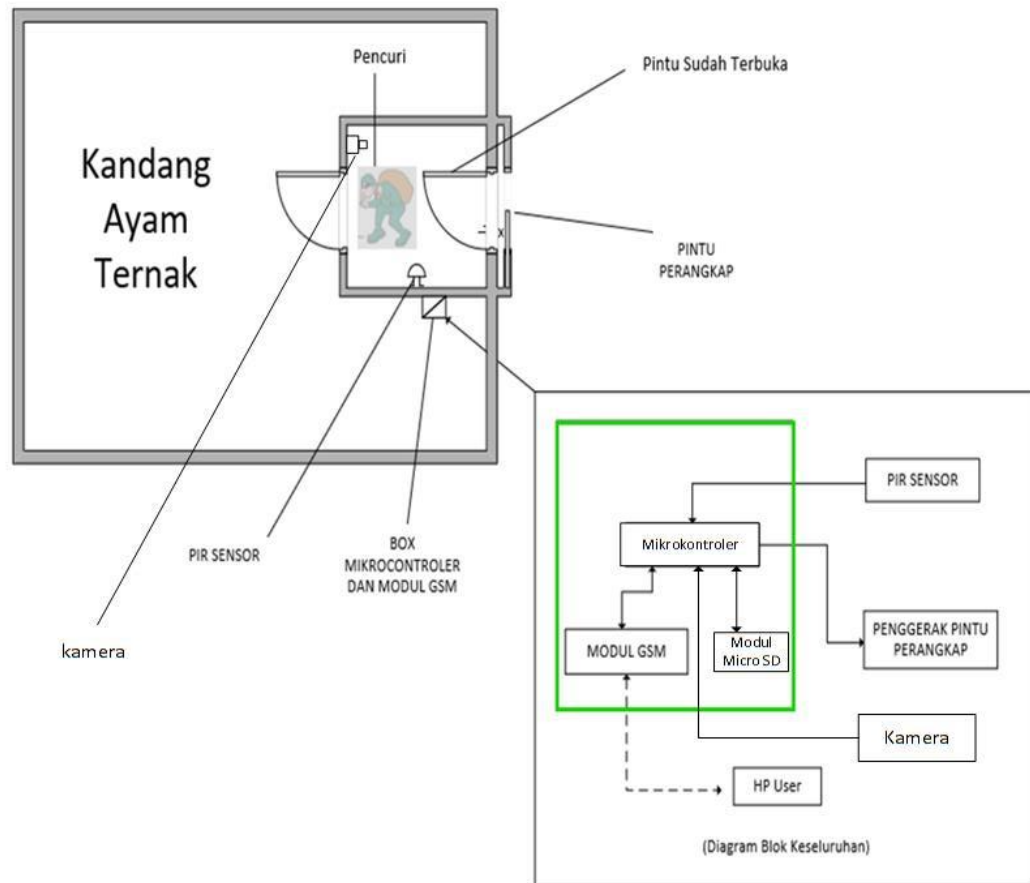 Pencuri
Pintu Sudah Terbuka
Kandang
Ayam
Ternak
PINTU
PERANGKAP
x
PIR SENSOR
BOX
MIKROCONTROLER
DAN MODUL GSM
kamera
PIR SENSOR
Mikrokontroler
MODUL GSM
Modul
Micro SD
PENGGERAK PINTU
PERANGKAP
Kamera
HP User
(Diagram Blok Keseluruhan)